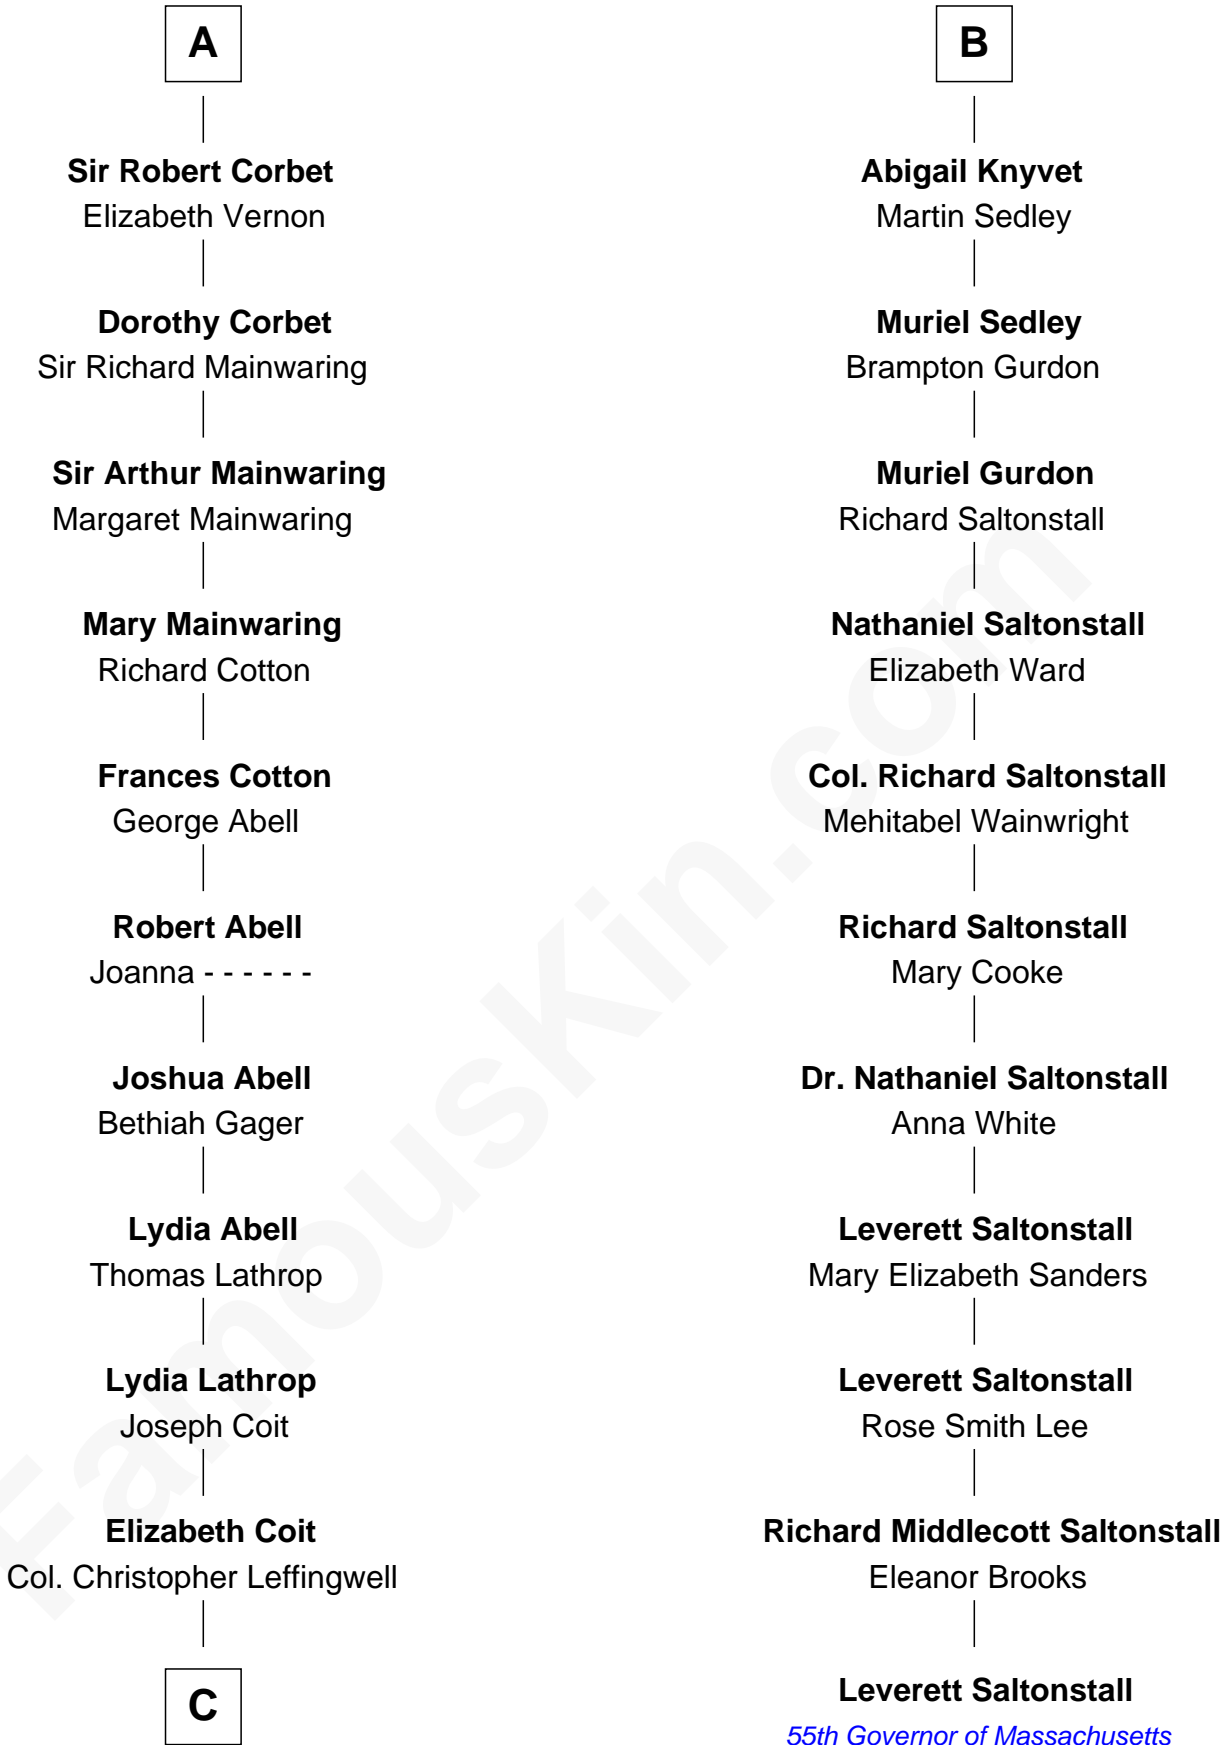 A
Sir Robert Corbet
Elizabeth Vernon
Dorothy Corbet
Sir Richard Mainwaring
Sir Arthur Mainwaring
Margaret Mainwaring
Mary Mainwaring
Richard Cotton
Frances Cotton
George Abell
Robert Abell
Joanna - - - - - -
Joshua Abell
Bethiah Gager
Lydia Abell
Thomas Lathrop
Lydia Lathrop
Joseph Coit
Elizabeth Coit
Col. Christopher Leffingwell
C
B
Abigail Knyvet
Martin Sedley
Muriel Sedley
Brampton Gurdon
Muriel Gurdon
Richard Saltonstall
Nathaniel Saltonstall
Elizabeth Ward
Col. Richard Saltonstall
Mehitabel Wainwright
Richard Saltonstall
Mary Cooke
Dr. Nathaniel Saltonstall
Anna White
Leverett Saltonstall
Mary Elizabeth Sanders
Leverett Saltonstall
Rose Smith Lee
Richard Middlecott Saltonstall
Eleanor Brooks
Leverett Saltonstall
55th Governor of Massachusetts
FamousKin.com